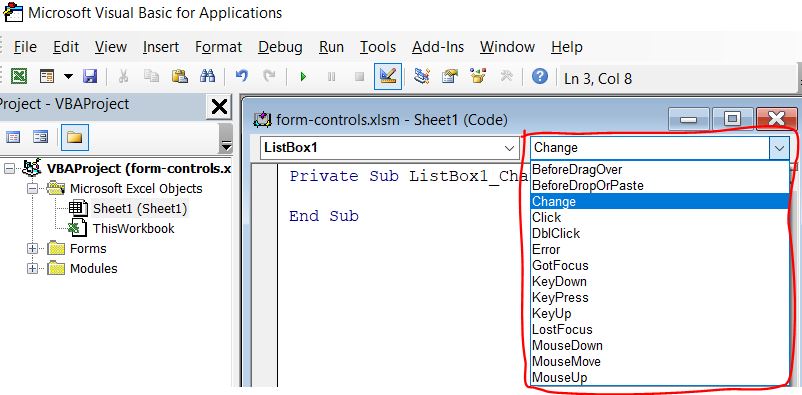 Microsoft Visual Basic for Applications
File Edit View Insert Format Debug Run Tools Add-Ins Window Help
Ln 3, Col 8
Project - VBAProject
VBAProject (form-controls.x
Microsoft Excel Objects
Sheet1 (Sheet1)
ThisWorkbook
Forms
Modules
form-controls.xlsm - Sheet1 (Code)
ListBox1
Change
Private Sub ListBox1_Cha
End Sub
BeforeDragOver
BeforeDropOrPaste
Change
Click
DblClick
Error
GotFocus
KeyDown
KeyPress
KeyUp
LostFocus
MouseDown
MouseMove
MouseUp